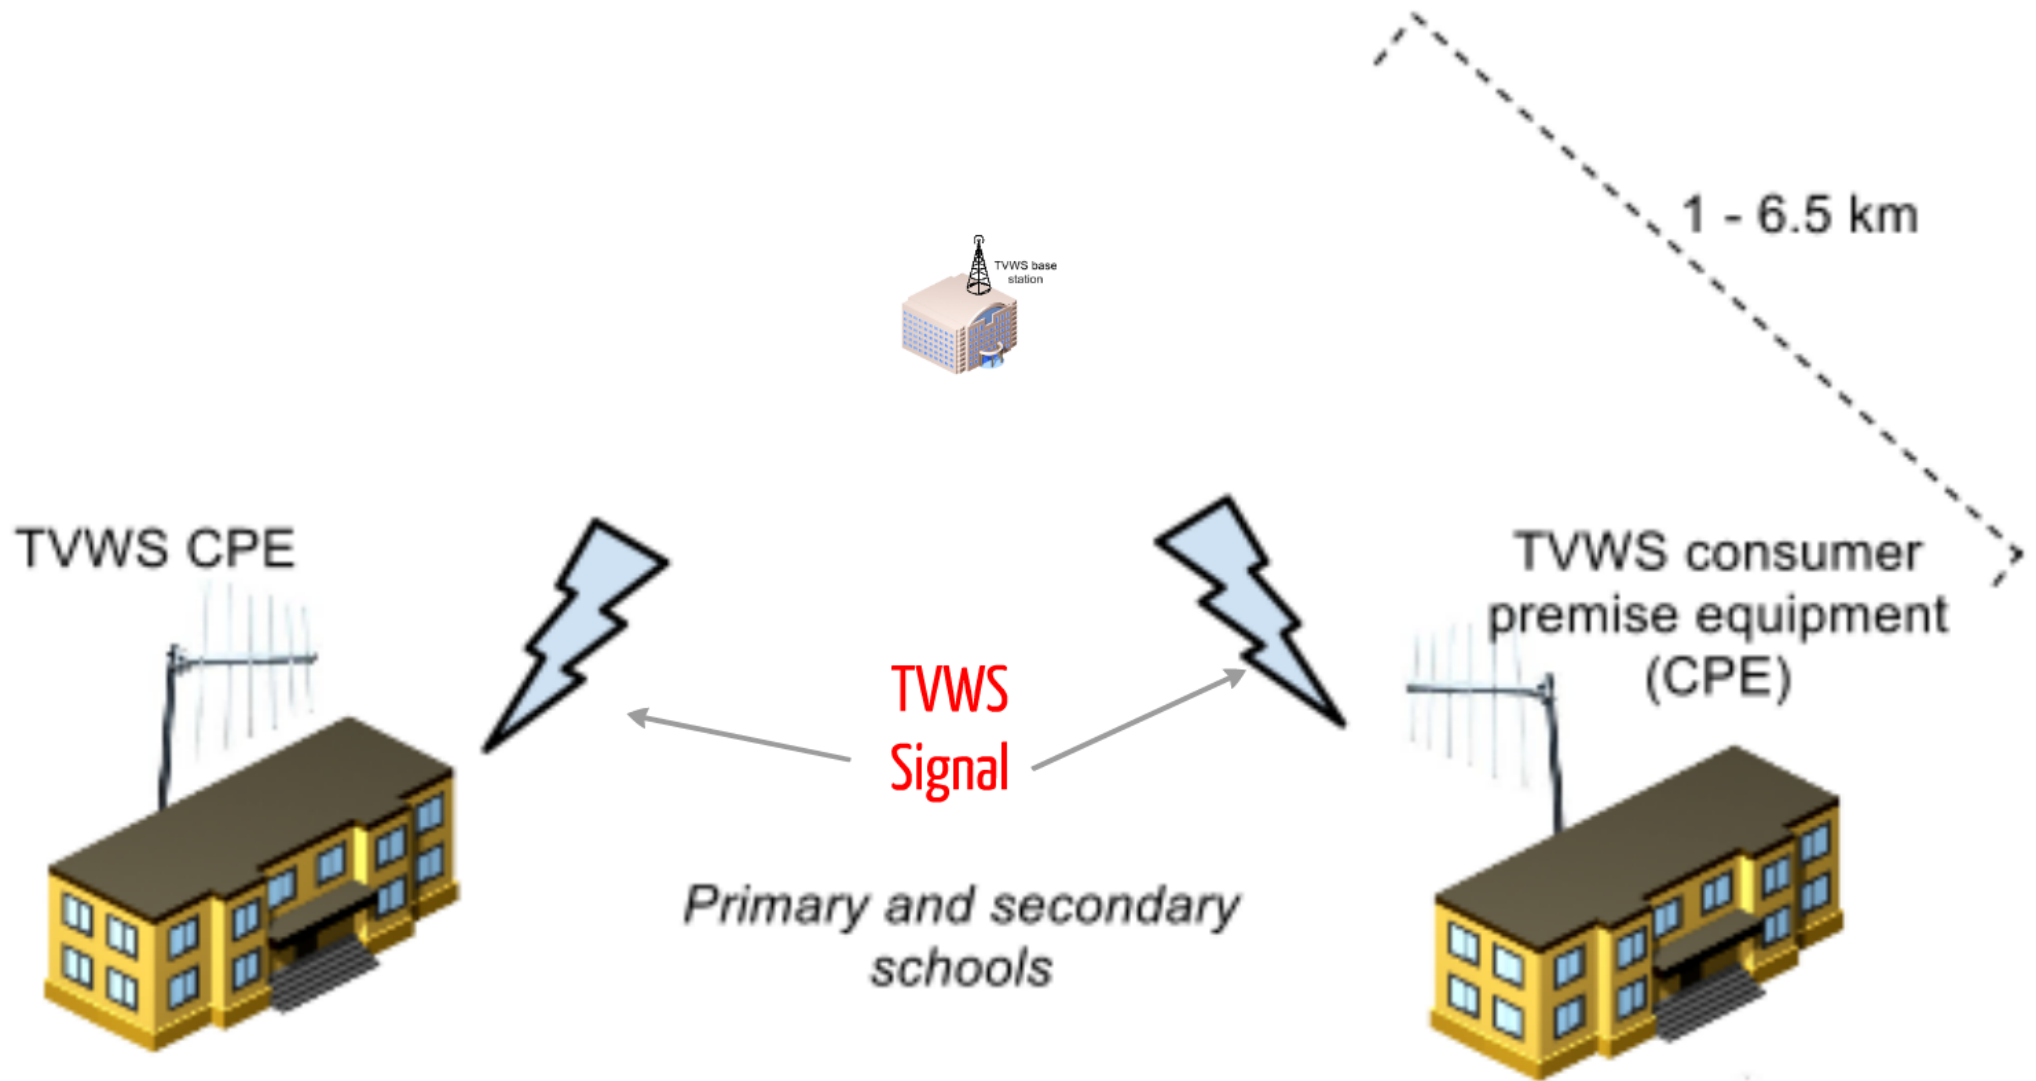 1 - 6.5 km
TVWS base
station
TVWS CPE
TVWS consumer
premise equipment
(CPE)
TVWS
Signal
Primary and secondary
schools